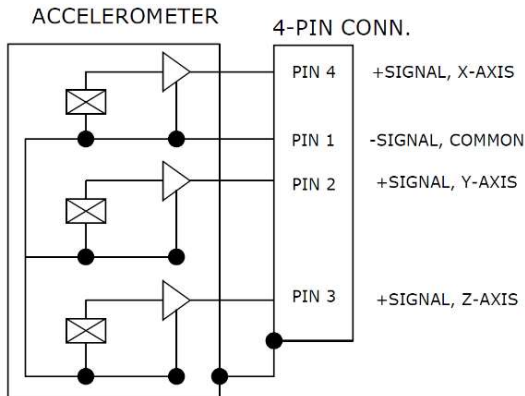 ACCELEROMETER
4-PIN CONN.
PIN 4 +SIGNAL, X-AXIS
PIN 1 -SIGNAL, COMMON
PIN 2 +SIGNAL, Y-AXIS
PIN 3 +SIGNAL, Z-AXIS